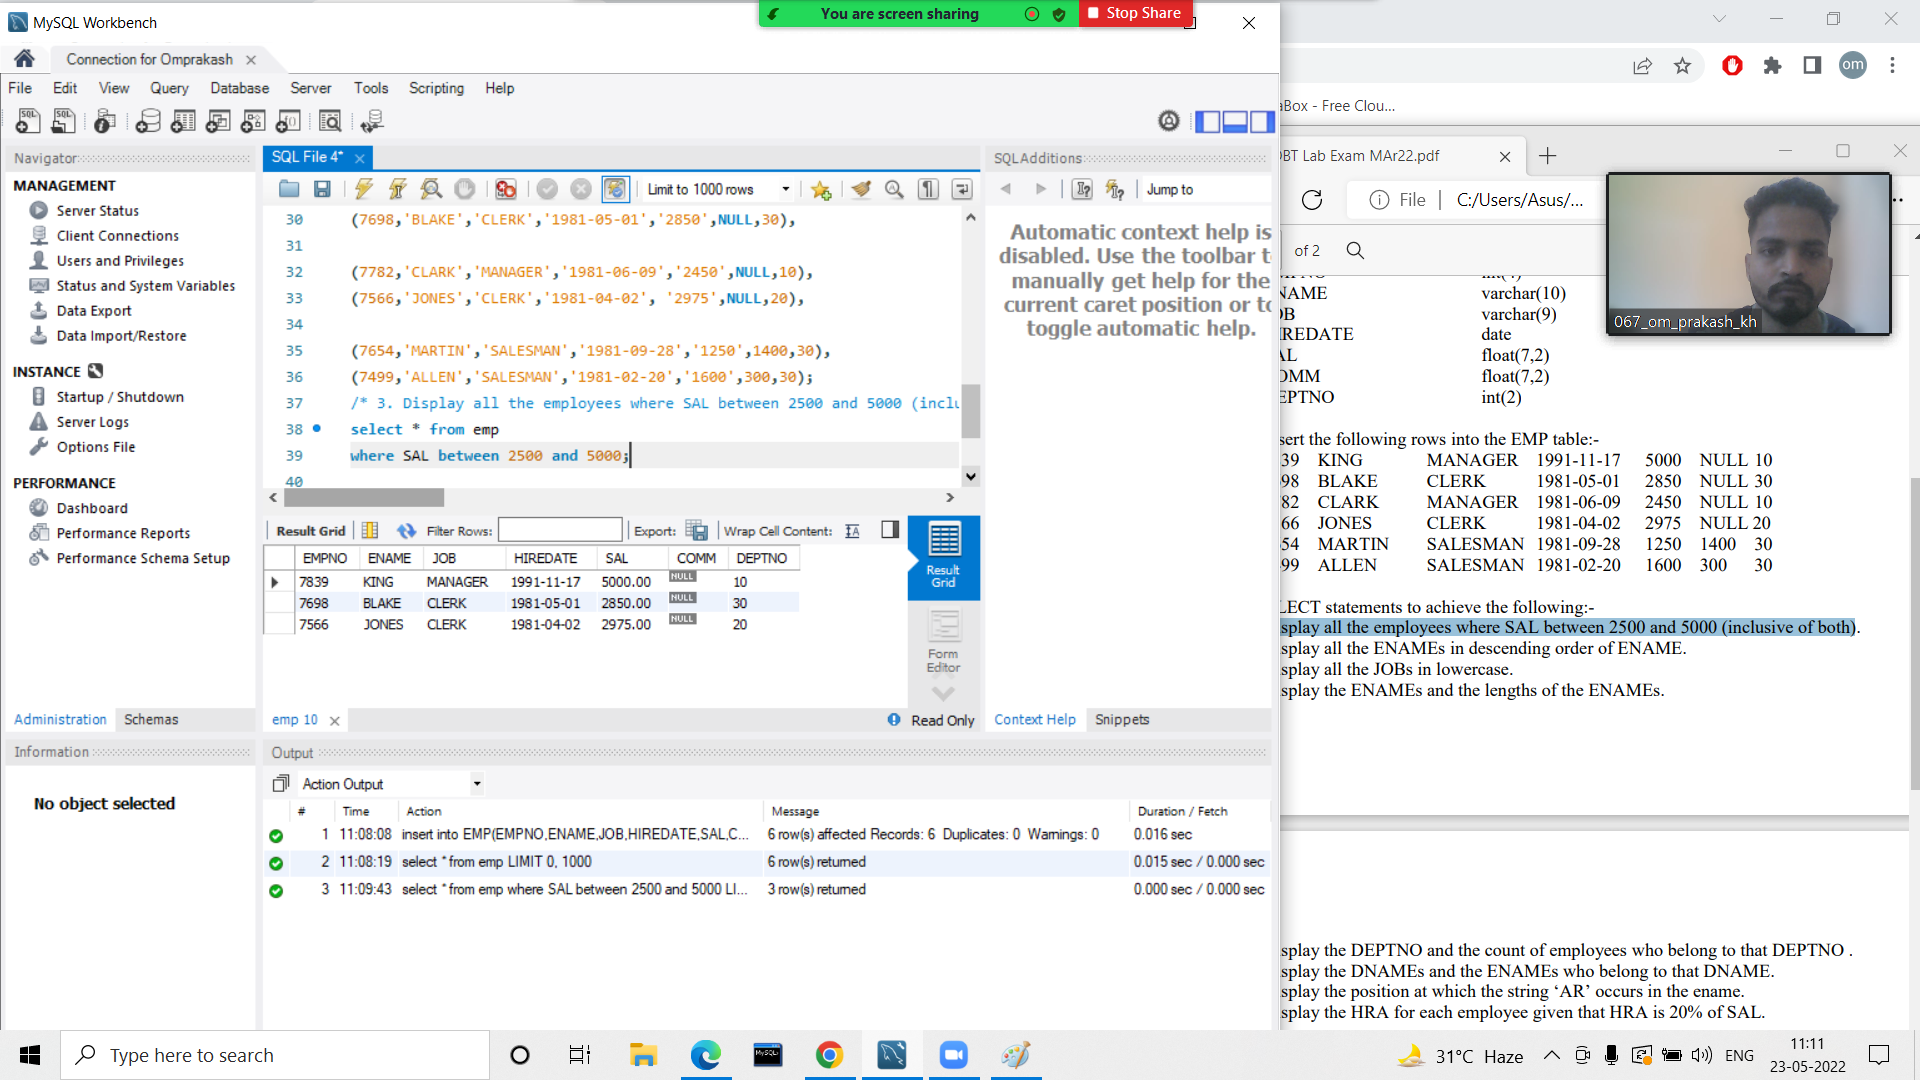 MySQL Workbench
You are screen sharing
Stop Share
Connection for Omprakash
File Edit View Query Database Server Tools Scripting Help
Navigator
MANAGEMENT
Server Status
Client Connections
Users and Privileges
Status and System Variables
Data Export
Data Import/Restore
INSTANCE
Startup / Shutdown
Server Logs
Options File
PERFORMANCE
Dashboard
Performance Reports
Performance Schema Setup
Administration Schemas
Information
No object selected
SQL File 4*
Limit to 1000 rows
30 (7698,'BLAKE','CLERK','1981-05-01','2850',NULL,30),
31
32 (7782,'CLARK','MANAGER','1981-06-09','2450',NULL,10),
33 (7566,'JONES','CLERK','1981-04-02', '2975',NULL,20),
34
35 (7654,'MARTIN','SALESMAN','1981-09-28','1250',1400,30),
36 (7499,'ALLEN','SALESMAN','1981-02-20','1600',300,30);
37 /* 3. Display all the employees where SAL between 2500 and 5000 (inclu
38 select * from emp
39 where SAL between 2500 and 5000;
40
Result Grid Filter Rows: Export: Wrap Cell Content:
EMPNO ENAME JOB HIREDATE SAL COMM DEPTNO
7839 KING MANAGER 1991-11-17 5000.00 NULL 10
7698 BLAKE CLERK 1981-05-01 2850.00 NULL 30
7566 JONES CLERK 1981-04-02 2975.00 NULL 20
Result Grid
Form Editor
emp 10
Read Only
SQLAdditions
Jump to
Automatic context help is
disabled. Use the toolbar t
manually get help for the
current caret position or to
toggle automatic help.
Context Help Snippets
Output
Action Output
# Time Action Message Duration / Fetch
1 11:08:08 insert into EMP(EMPNO,ENAME,JOB,HIREDATE,SAL,C... 6 row(s) affected Records: 6 Duplicates: 0 Warnings: 0 0.016 sec
2 11:08:19 select * from emp LIMIT 0, 1000 6 row(s) returned 0.015 sec / 0.000 sec
3 11:09:43 select * from emp where SAL between 2500 and 5000 LI... 3 row(s) returned 0.000 sec / 0.000 sec
om
aBox - Free Clou...
DBT Lab Exam MAr22.pdf
File C:/Users/Asus/...
of 2
067_om_prakash_kh
NAME varchar(10)
OB varchar(9)
IREDATE date
AL float(7,2)
OMM float(7,2)
EPTNO int(2)
sert the following rows into the EMP table:-
39 KING MANAGER 1991-11-17 5000 NULL 10
98 BLAKE CLERK 1981-05-01 2850 NULL 30
82 CLARK MANAGER 1981-06-09 2450 NULL 10
66 JONES CLERK 1981-04-02 2975 NULL 20
54 MARTIN SALESMAN 1981-09-28 1250 1400 30
99 ALLEN SALESMAN 1981-02-20 1600 300 30
LECT statements to achieve the following:-
splay all the employees where SAL between 2500 and 5000 (inclusive of both).
splay all the ENAMEs in descending order of ENAME.
splay all the JOBs in lowercase.
splay the ENAMEs and the lengths of the ENAMEs.
splay the DEPTNO and the count of employees who belong to that DEPTNO .
splay the DNAMEs and the ENAMEs who belong to that DNAME.
splay the position at which the string ‘AR’ occurs in the ename.
splay the HRA for each employee given that HRA is 20% of SAL.
Type here to search
31°C Haze
ENG
11:11
23-05-2022